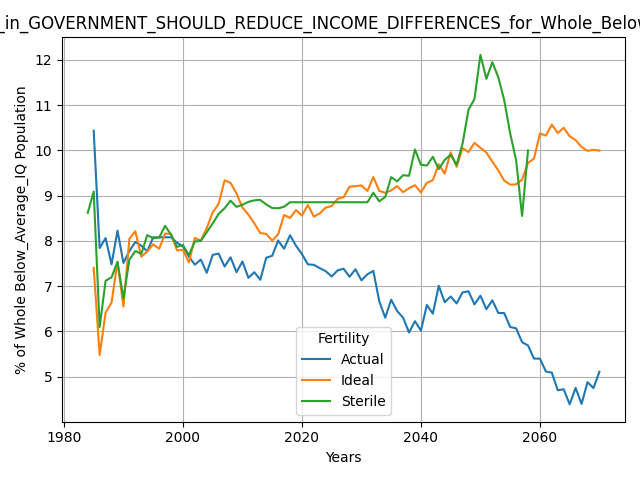 _in_GOVERNMENT_SHOULD_REDUCE_INCOME_DIFFERENCES_for_Whole_Below
% of Whole Below_Average_IQ Population
12
11
10
9
8
7
6
5
Fertility
Actual
Ideal
Sterile
1980 2000 2020 2040 2060
Years